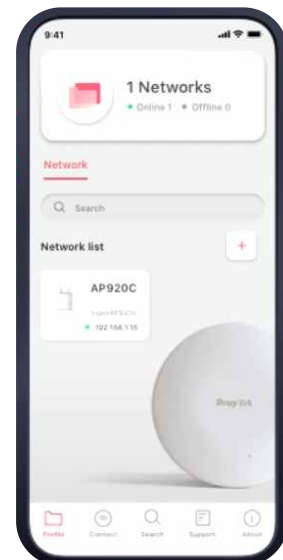 9:41
1 Networks
Online 1 Offline 0
Network
Search
Network list
+
AP920C
192.168.1.15
DrayTek
Profile Connect Search Support About